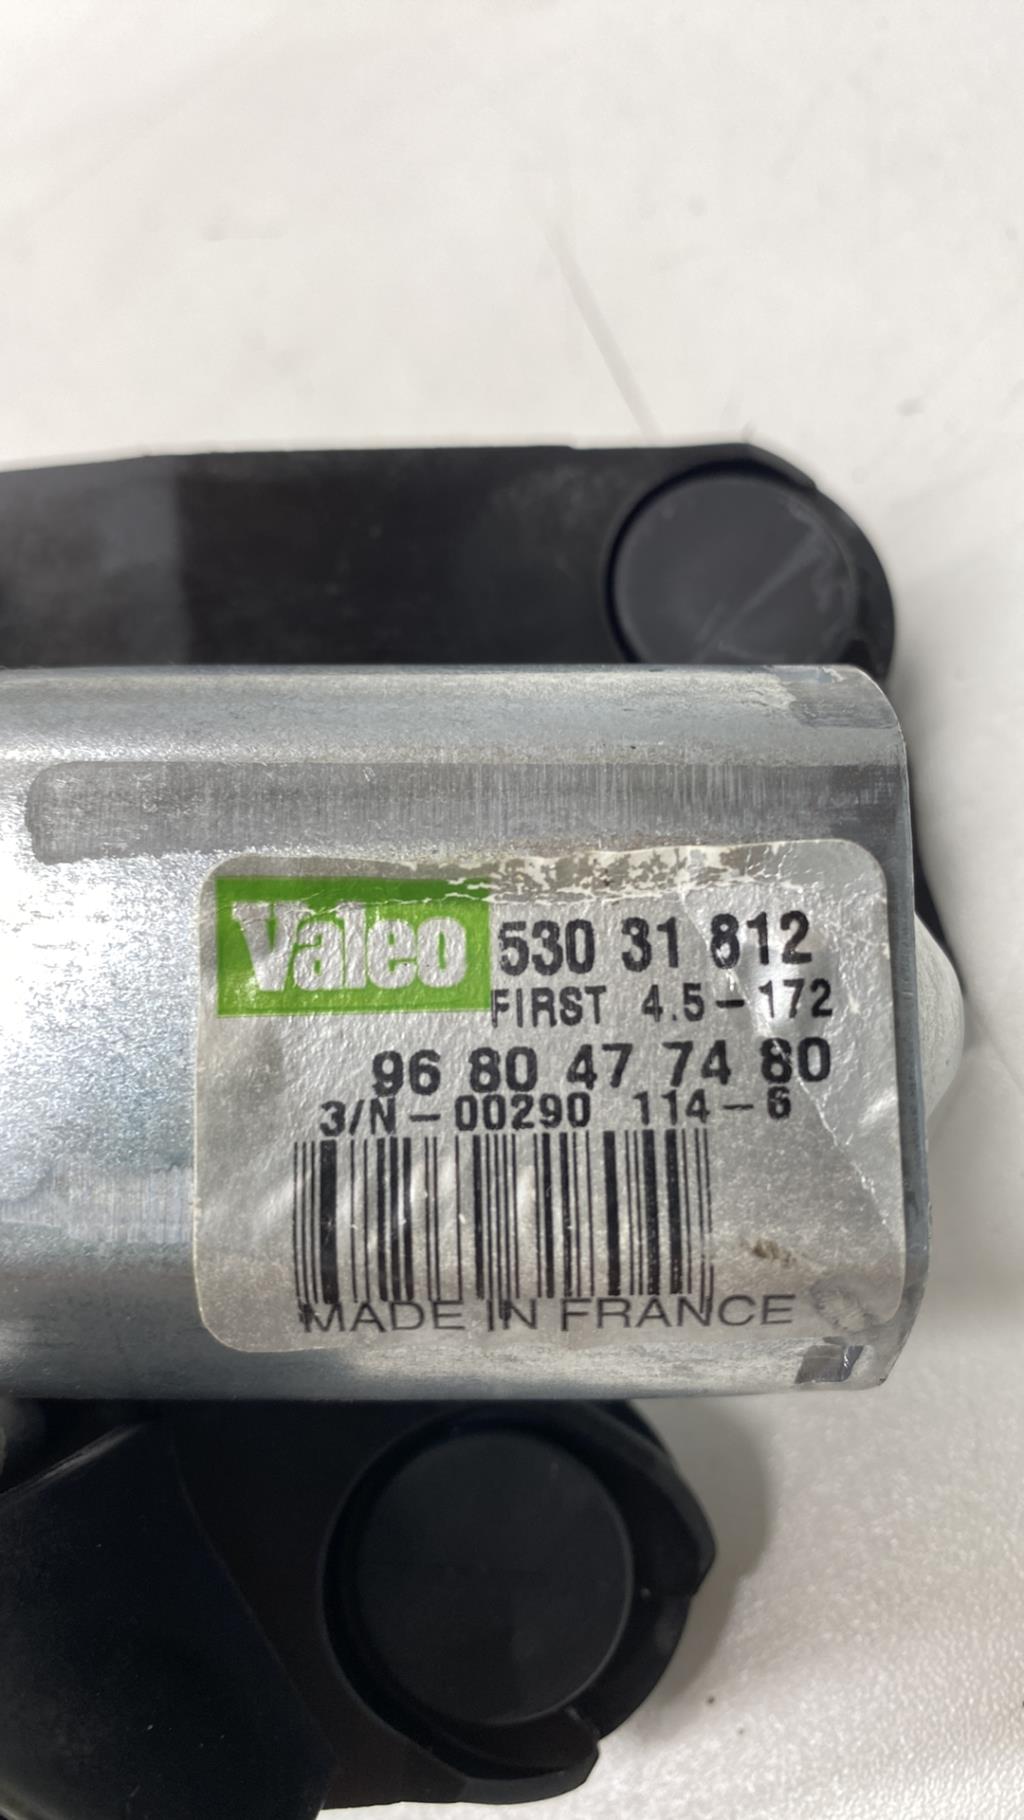 Valeo 530 31 812
FIRST 4.5-172
96 80 47 74 80
3/N-00290 114-6
MADE IN FRANCE